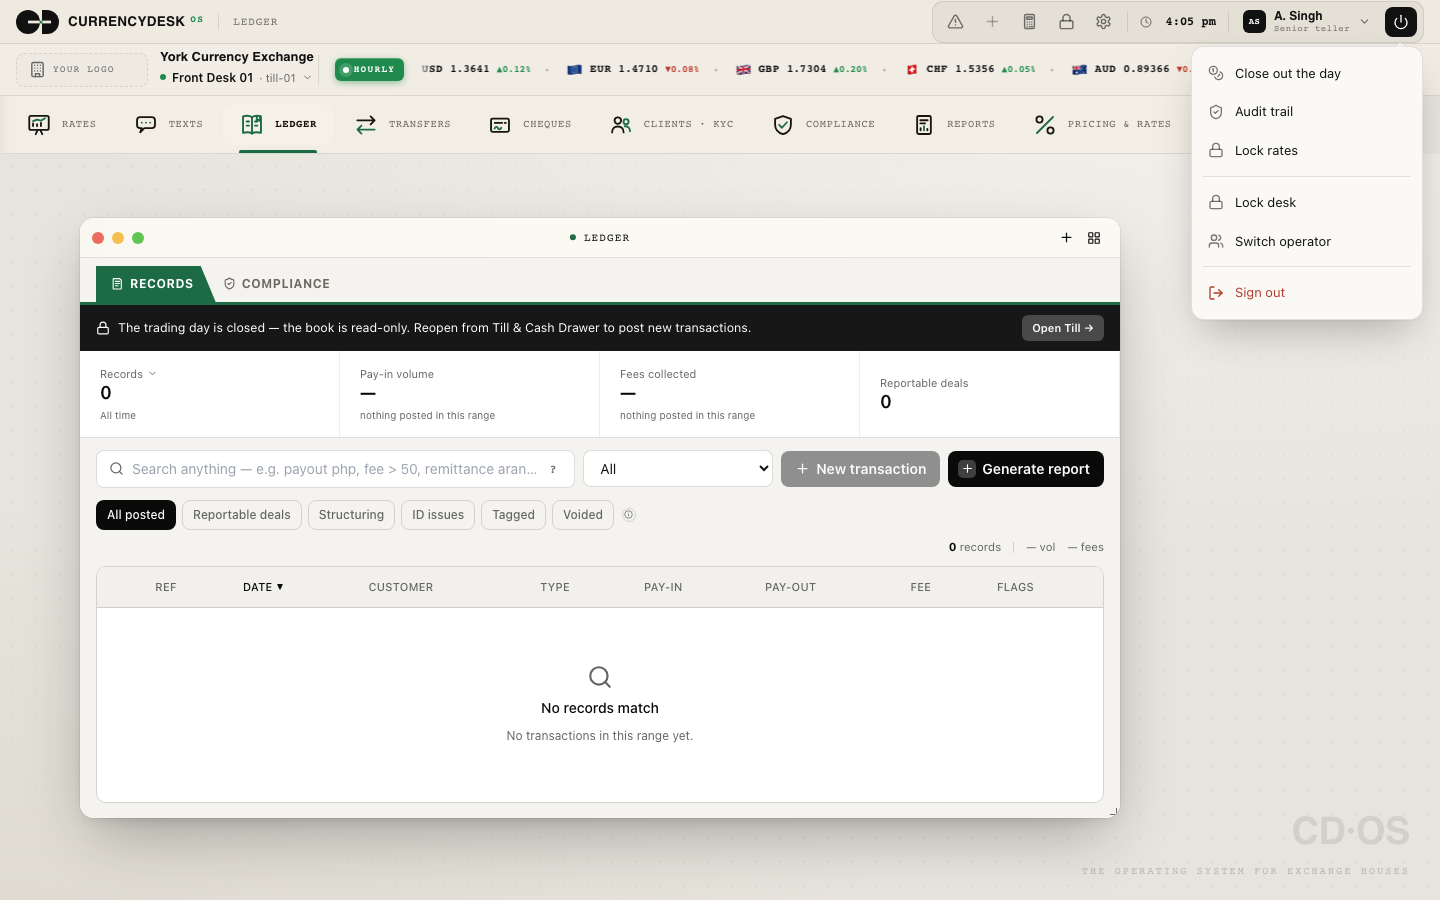 CURRENCYDESK OS LEDGER
4:05 pm
AS A. Singh
Senior teller
YOUR LOGO
York Currency Exchange
Front Desk 01 · till-01
HOURLY
USD 1.3641 ▲0.12%
EUR 1.4710 ▼0.08%
GBP 1.7304 ▲0.20%
CHF 1.5356 ▲0.05%
AUD 0.89366 ▼0.
RATES
TEXTS
LEDGER
TRANSFERS
CHEQUES
CLIENTS · KYC
COMPLIANCE
REPORTS
PRICING & RATES
Close out the day
Audit trail
Lock rates
Lock desk
Switch operator
Sign out
LEDGER
RECORDS
COMPLIANCE
The trading day is closed — the book is read-only. Reopen from Till & Cash Drawer to post new transactions.
Open Till →
Records
0
All time
Pay-in volume
—
nothing posted in this range
Fees collected
—
nothing posted in this range
Reportable deals
0
Search anything — e.g. payout php, fee > 50, remittance aran... ?
All
+ New transaction
+ Generate report
All posted
Reportable deals
Structuring
ID issues
Tagged
Voided
0 records — vol — fees
REF DATE ▼ CUSTOMER TYPE PAY-IN PAY-OUT FEE FLAGS
No records match
No transactions in this range yet.
CD·OS
THE OPERATING SYSTEM FOR EXCHANGE HOUSES